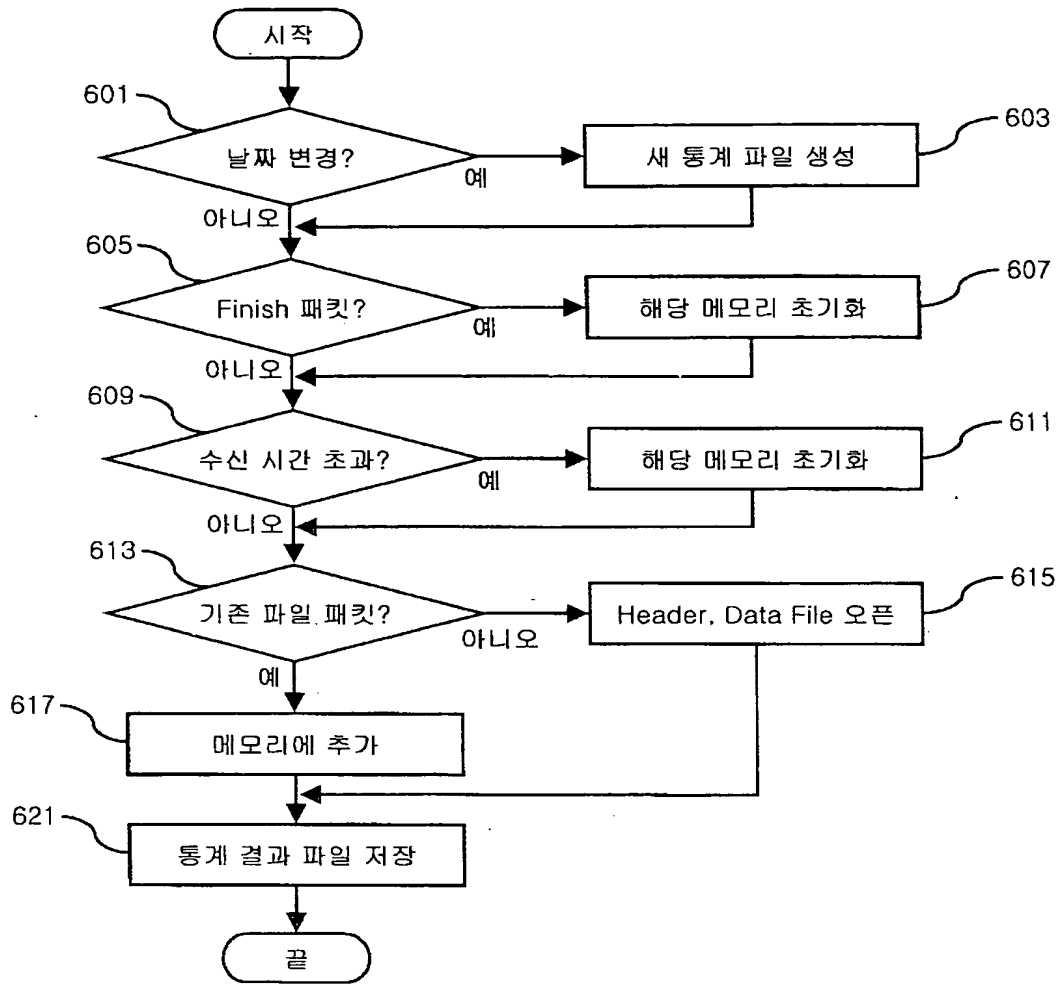 시작
601
날짜 변경?
예
603
새 통계 파일 생성
아니오
605
Finish 패킷?
예
607
해당 메모리 초기화
아니오
609
수신 시간 초과?
예
611
해당 메모리 초기화
아니오
613
기존 파일 패킷?
아니오
615
Header, Data File 오픈
예
617
메모리에 추가
621
통계 결과 파일 저장
끝